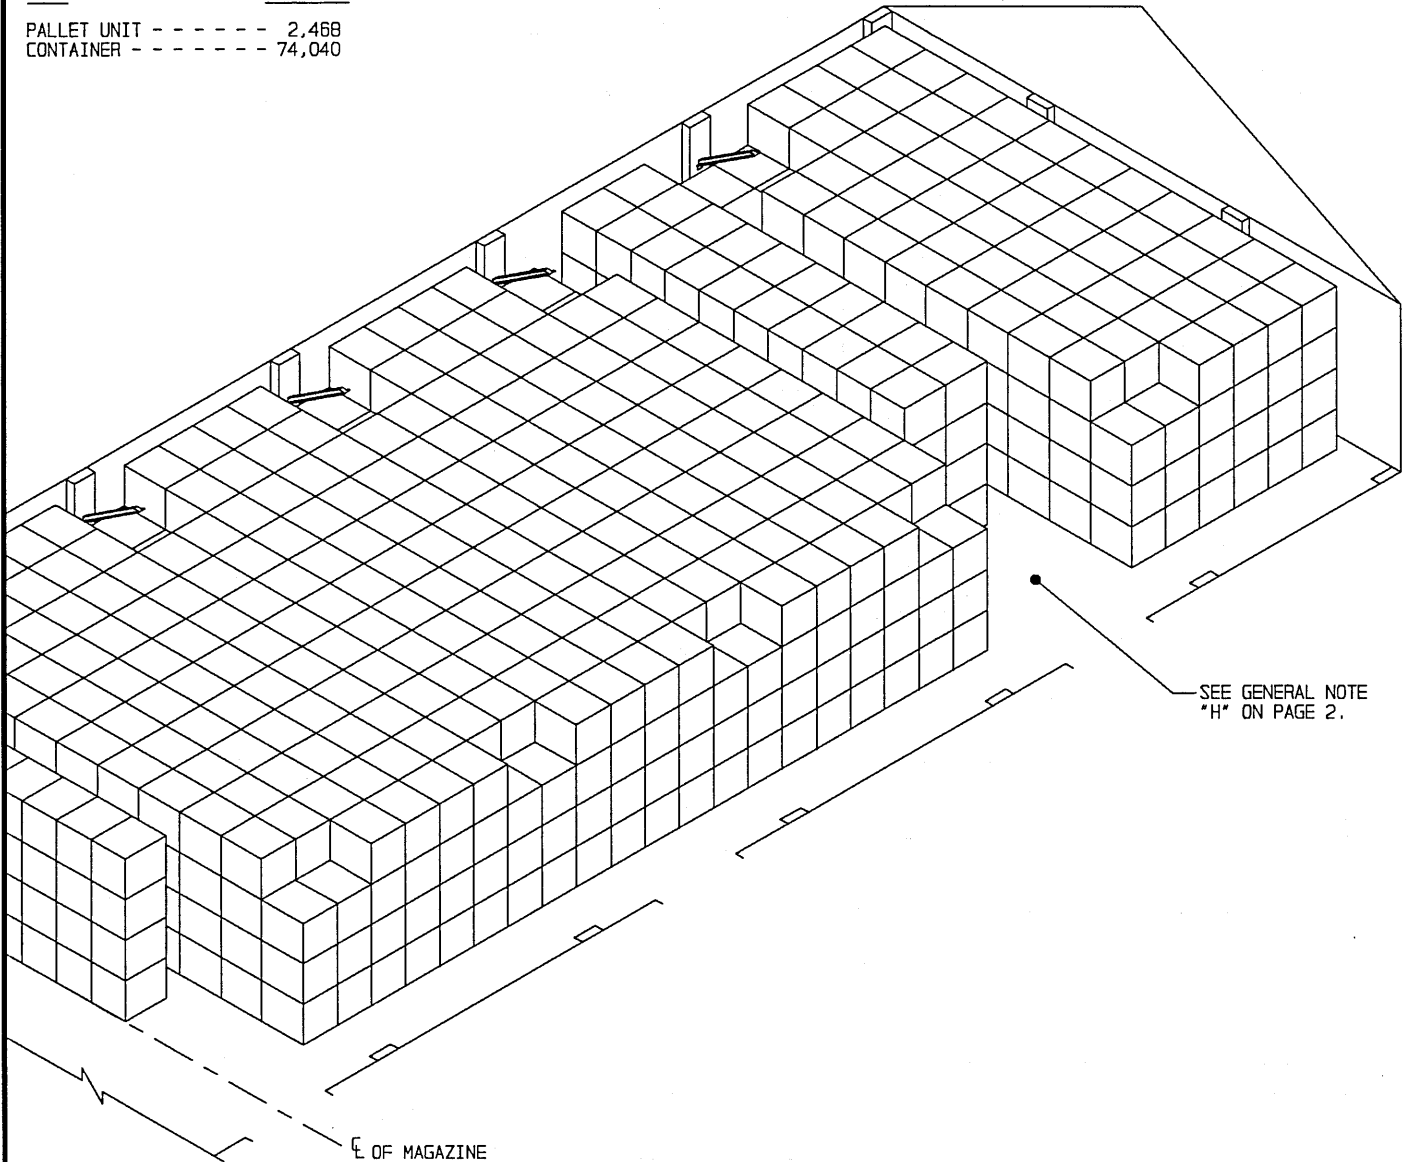 PALLET UNIT - - - - - - 2,468
CONTAINER - - - - - - - 74,040
SEE GENERAL NOTE
"H" ON PAGE 2.
℄ OF MAGAZINE